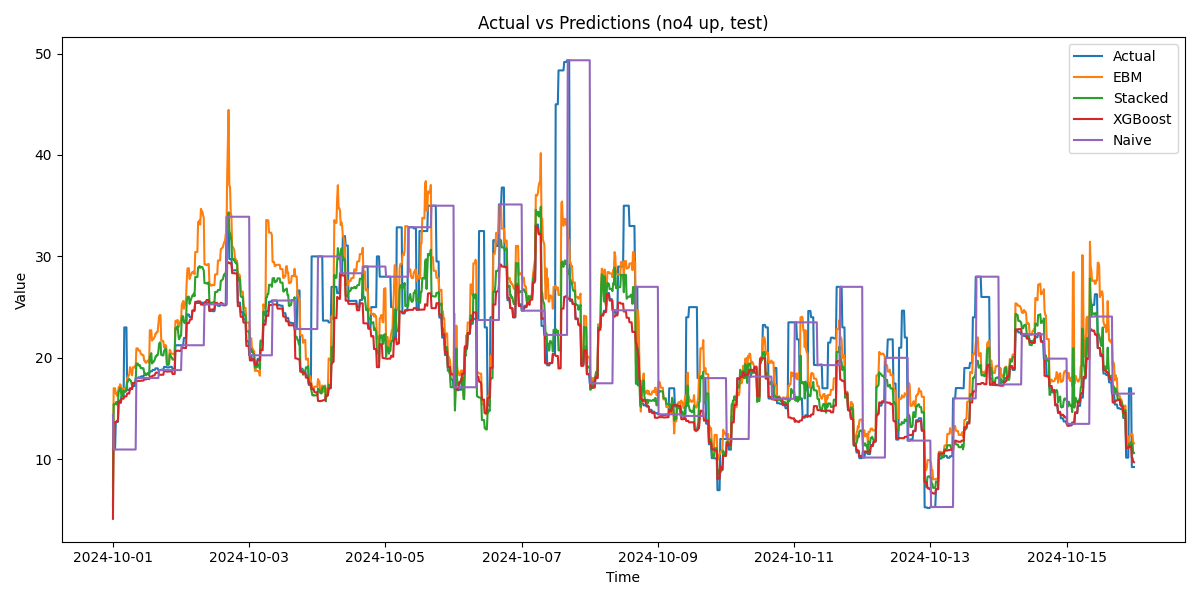 Actual vs Predictions (no4 up, test)
50
40
30
20
10
Value
Actual
EBM
Stacked
XGBoost
Naive
2024-10-01
2024-10-03
2024-10-05
2024-10-07
2024-10-09
2024-10-11
2024-10-13
2024-10-15
Time